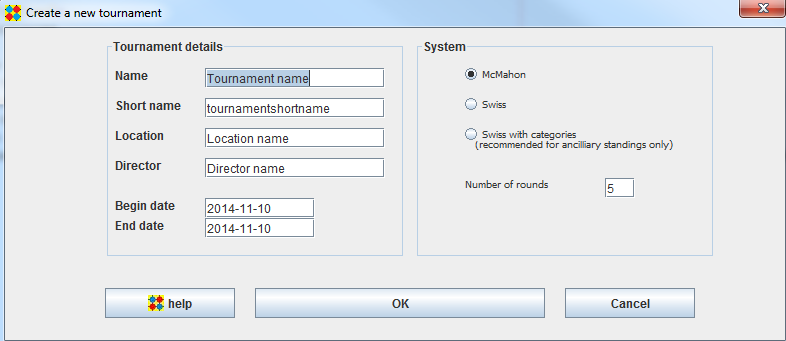 Create a new tournament
x
Tournament details
Name
Tournament name
Short name
tournamentshortname
Location
Location name
Director
Director name
Begin date
2014-11-10
End date
2014-11-10
System
McMahon
Swiss
Swiss with categories
(recommended for ancilliary standings only)
Number of rounds
5
help
OK
Cancel